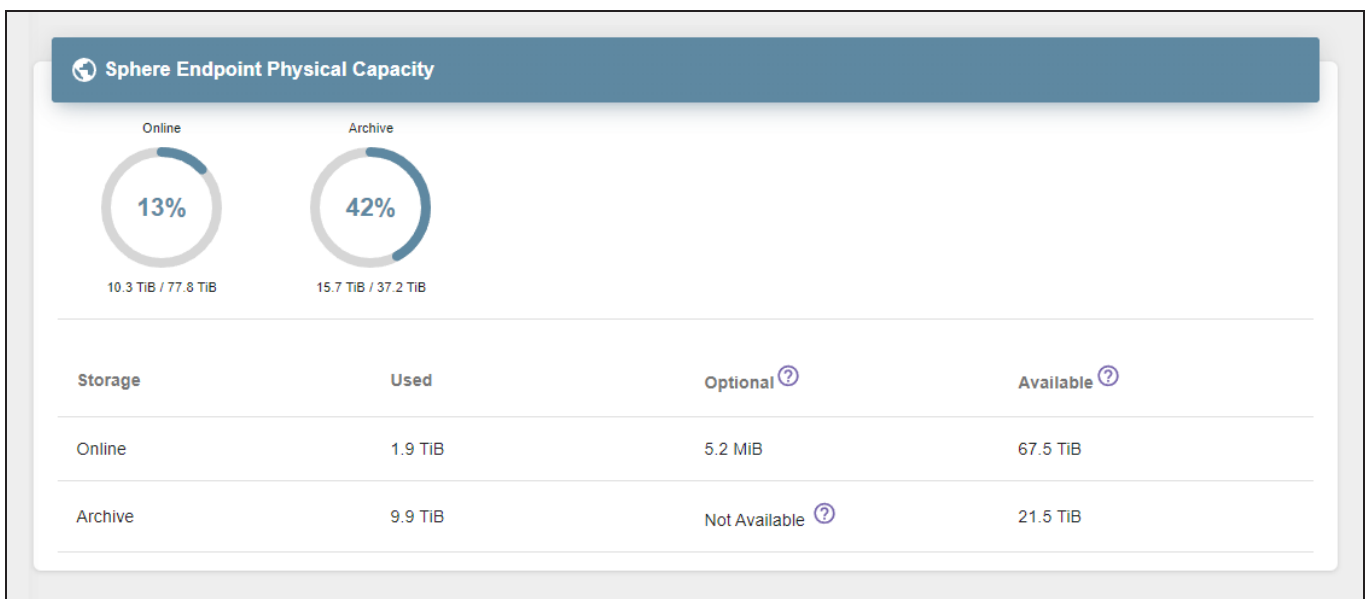 Sphere Endpoint Physical Capacity
Online Archive
13% 42%
10.3 TiB / 77.8 TiB 15.7 TiB / 37.2 TiB
Storage Used Optional ? Available ?
Online 1.9 TiB 5.2 MiB 67.5 TiB
Archive 9.9 TiB Not Available ? 21.5 TiB